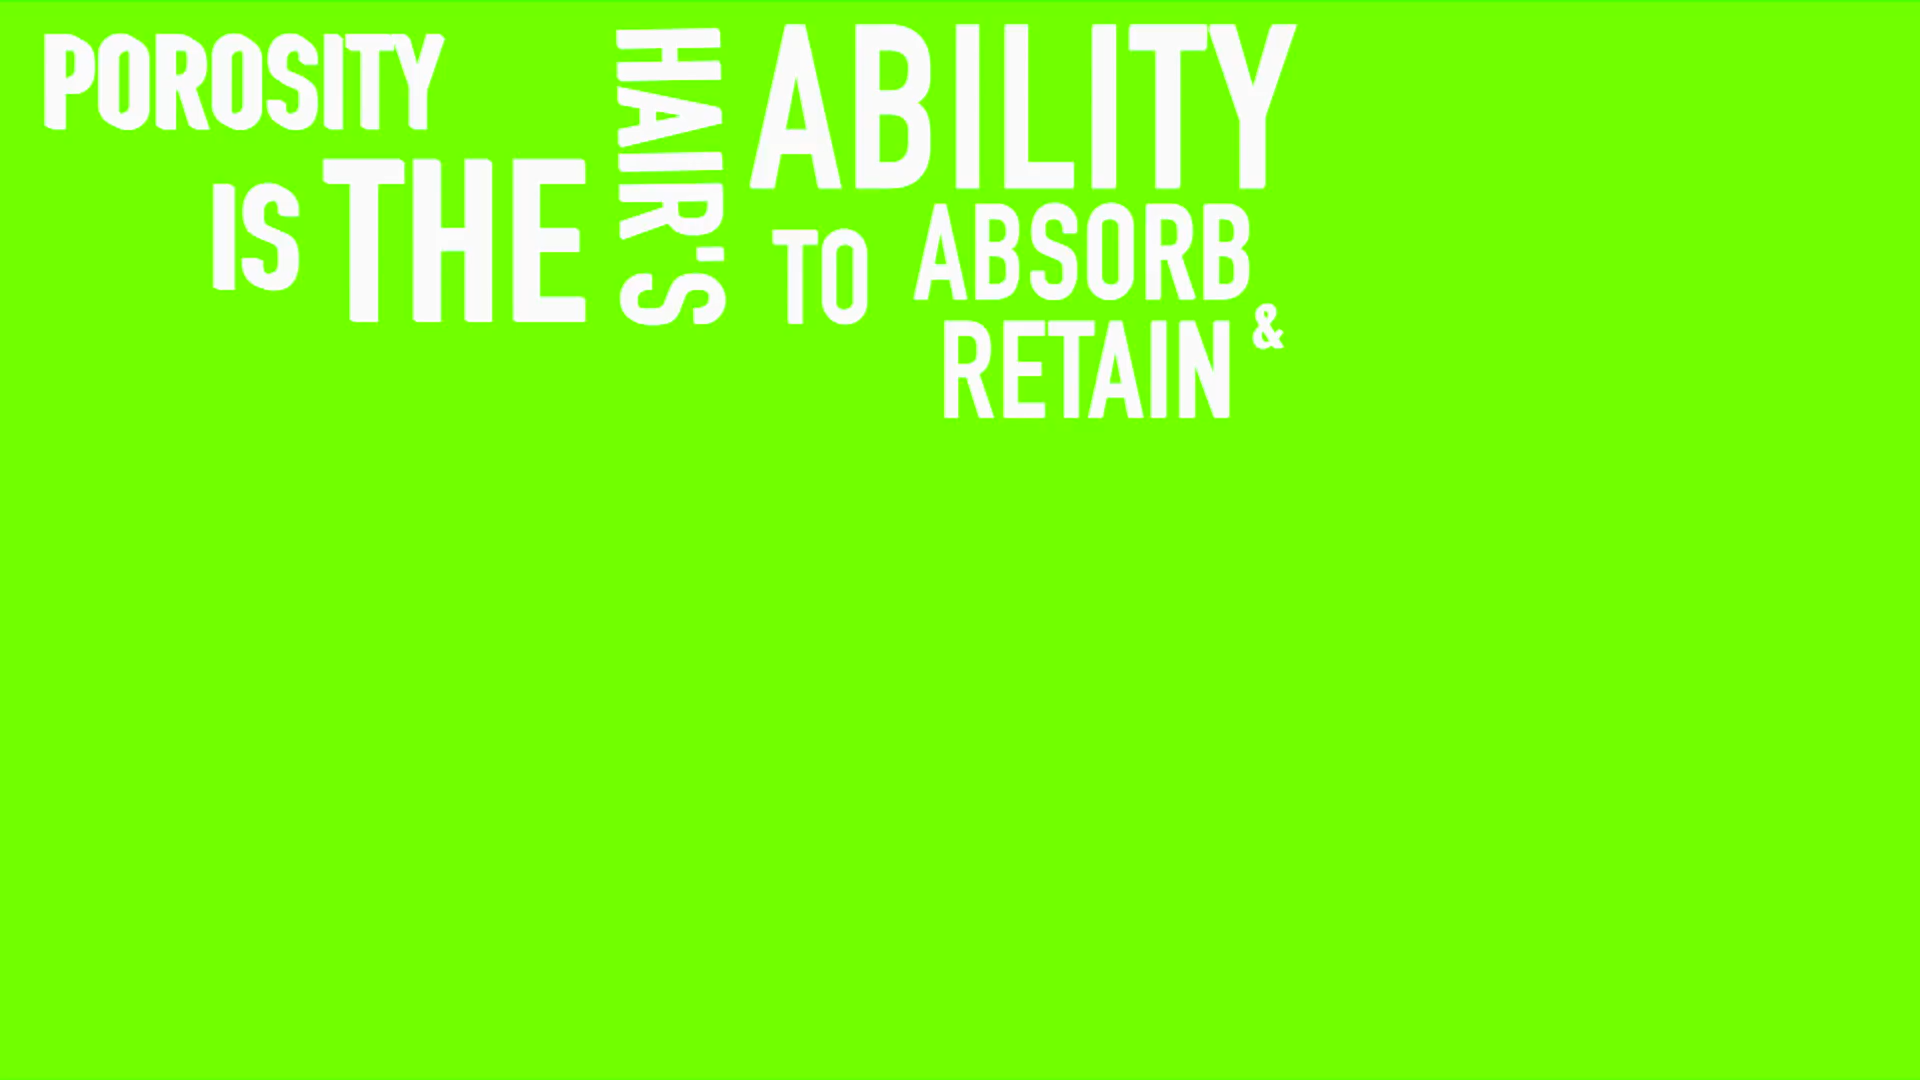 POROSITY
IS THE
HAIR'S
ABILITY
TO ABSORB
& RETAIN